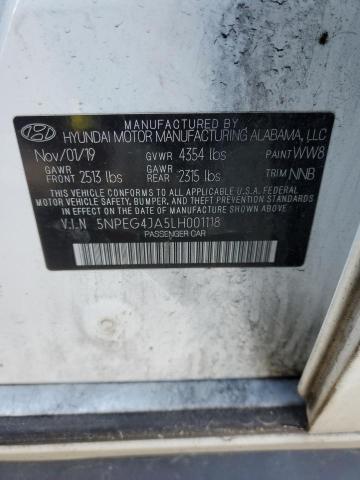 MANUFACTURED BY
HYUNDAI MOTOR MANUFACTURING ALABAMA, LLC
Nov/01/19 GVWR 4354 lbs PAINT WW8
GAWR FRONT 2513 lbs GAWR REAR 2315 lbs TRIM NNB
THIS VEHICLE CONFORMS TO ALL APPLICABLE U.S.A. FEDERAL
MOTOR VEHICLE SAFETY, BUMPER, AND THEFT PREVENTION
STANDARDS IN EFFECT ON THE DATE OF MANUFACTURE SHOWN ABOVE.
V.I.N 5NPEG4JA5LH001118
PASSENGER CAR